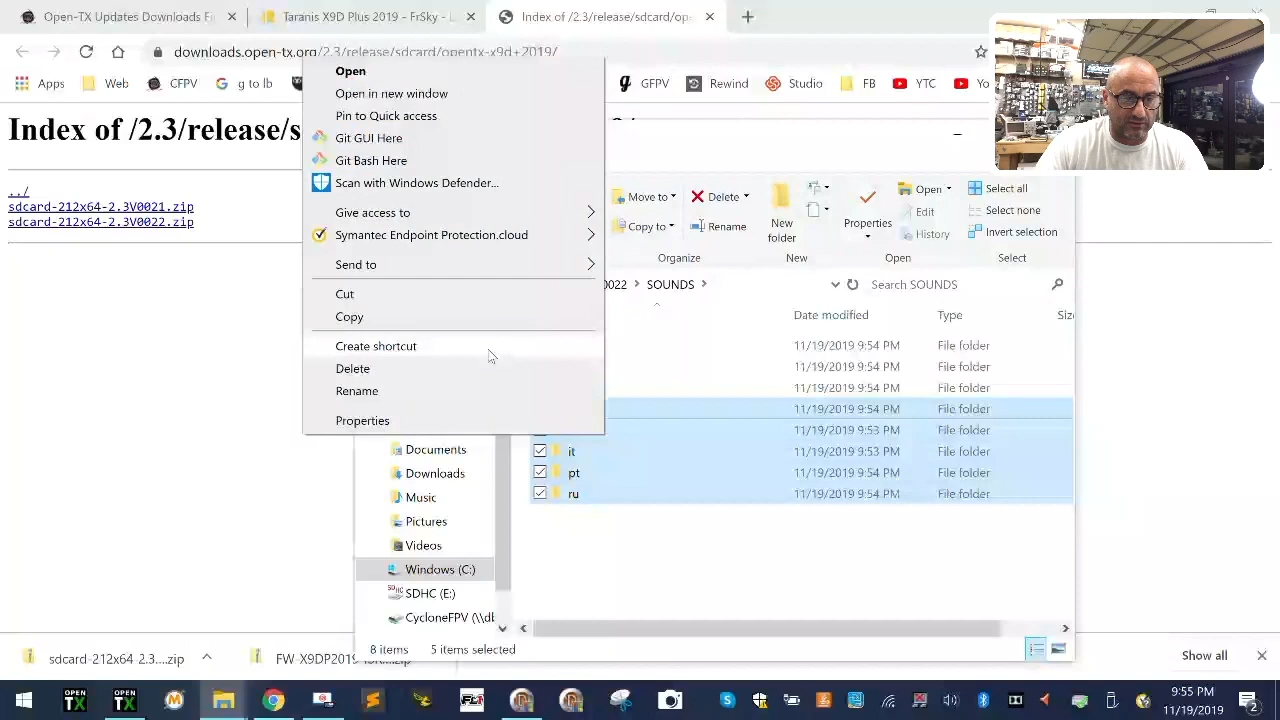 Open-TX Updates Downloads F
Taranis X9D Plus 2019 - FrSky -
Index of /2.3/release/sdcard/op
downloads.open-tx.o
/sdcard/opentx-x9d+2019/
Apps
Web
GFPV
g to l
GFPV
Rewind
Studio
FB
YTC
Yo
Index of /2.3/release/s
../
sdcard-212x64-2.3V0021.zip
sdcard-212x64-2.3V0022.zip
Open
Open in new window
Pin to Quick access
Git GUI Here
Git Bash Here
Scan with Windows Defender...
Give access to
Symantec Endpoint Protection.cloud
Send to
Cut
Copy
Create shortcut
Delete
Rename
Properties
Move to
Copy to
Delete
Rename
Organize
New folder
New
Properties
Open
Edit
History
Open
Select all
Select none
Invert selection
Select
0022 > SOUNDS >
Search SOUNDS
Date modified
Type
Siz
11/19/2019 9:54 PM File folder
11/19/2019 9:54 PM File folder
11/19/2019 9:54 PM File folder
11/19/2019 9:54 PM File folder
11/19/2019 9:53 PM File folder
it 11/19/2019 9:53 PM File folder
pt 11/19/2019 9:54 PM File folder
ru 11/19/2019 9:54 PM File folder
Documents
Downloads
Music
Pictures
Videos
Windows (C:)
SDHC (E:)
CycloneFPV (\\db
8 items
5 items selected
sdcard-212x64-2.3....zip
Show all
OPEN TX
OPEN TX
9:55 PM
11/19/2019
2